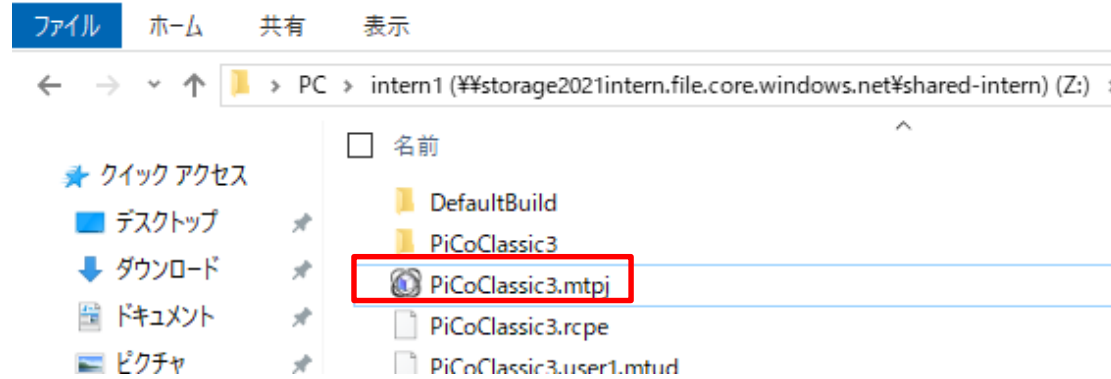 ファイル ホーム 共有 表示
PC > intern1 (¥¥storage2021intern.file.core.windows.net¥shared-intern) (Z:) >
名前
クイック アクセス
DefaultBuild
デスクトップ
PiCoClassic3
ダウンロード
PiCoClassic3.mtpj
ドキュメント
PiCoClassic3.rcpe
ピクチャ
PiCoClassic3.user1.mtud